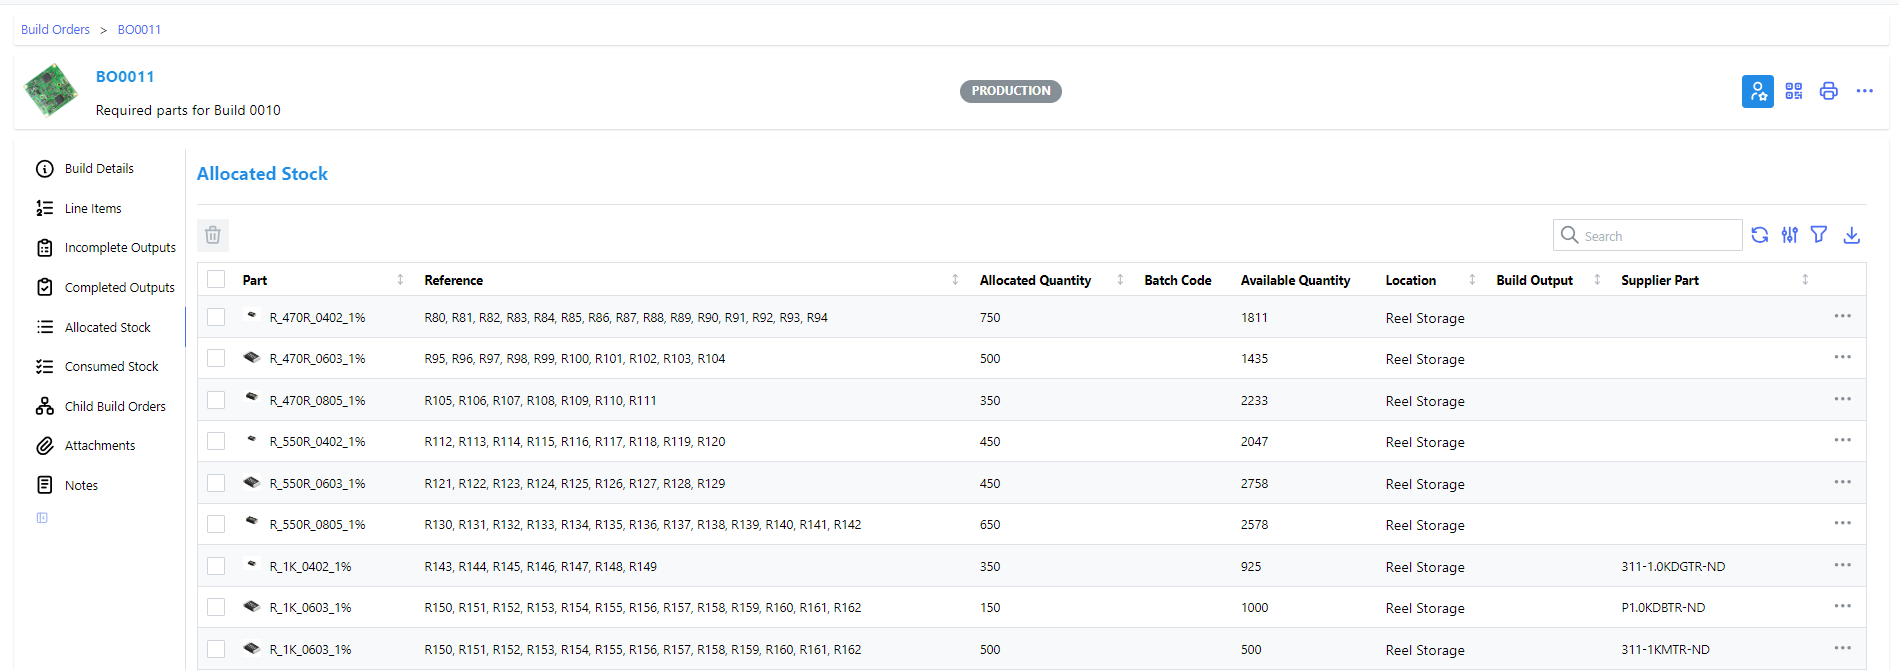 Build Orders > BO0011
BO0011
Required parts for Build 0010
PRODUCTION
Build Details
Line Items
Incomplete Outputs
Completed Outputs
Allocated Stock
Consumed Stock
Child Build Orders
Attachments
Notes
Allocated Stock
Search
Part Reference Allocated Quantity Batch Code Available Quantity Location Build Output Supplier Part
R_470R_0402_1% R80, R81, R82, R83, R84, R85, R86, R87, R88, R89, R90, R91, R92, R93, R94 750 1811 Reel Storage
R_470R_0603_1% R95, R96, R97, R98, R99, R100, R101, R102, R103, R104 500 1435 Reel Storage
R_470R_0805_1% R105, R106, R107, R108, R109, R110, R111 350 2233 Reel Storage
R_550R_0402_1% R112, R113, R114, R115, R116, R117, R118, R119, R120 450 2047 Reel Storage
R_550R_0603_1% R121, R122, R123, R124, R125, R126, R127, R128, R129 450 2758 Reel Storage
R_550R_0805_1% R130, R131, R132, R133, R134, R135, R136, R137, R138, R139, R140, R141, R142 650 2578 Reel Storage
R_1K_0402_1% R143, R144, R145, R146, R147, R148, R149 350 925 Reel Storage 311-1.0KDGTR-ND
R_1K_0603_1% R150, R151, R152, R153, R154, R155, R156, R157, R158, R159, R160, R161, R162 150 1000 Reel Storage P1.0KDBTR-ND
R_1K_0603_1% R150, R151, R152, R153, R154, R155, R156, R157, R158, R159, R160, R161, R162 500 500 Reel Storage 311-1KMTR-ND